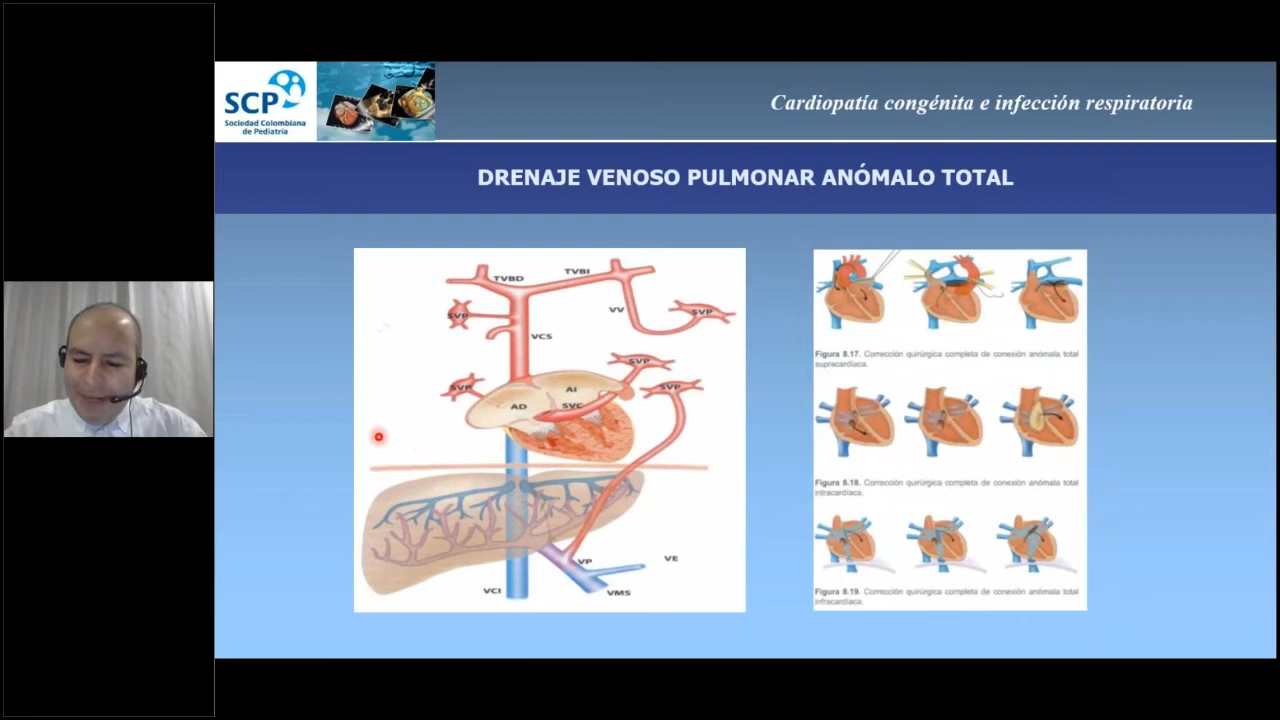 SCP
Sociedad Colombiana
de Pediatría
Cardiopatía congénita e infección respiratoria
DRENAJE VENOSO PULMONAR ANÓMALO TOTAL
TVBD
TVBI
SVP
VV
SVP
VCS
SVP
SVP
AI
SVP
AD
SVC
VP
VE
VCI
VMS
Figura 8.17. Corrección quirúrgica completa de conexión anómala total
supracardíaca.
Figura 8.18. Corrección quirúrgica completa de conexión anómala total
intracardíaca.
Figura 8.19. Corrección quirúrgica completa de conexión anómala total
infracardíaca.